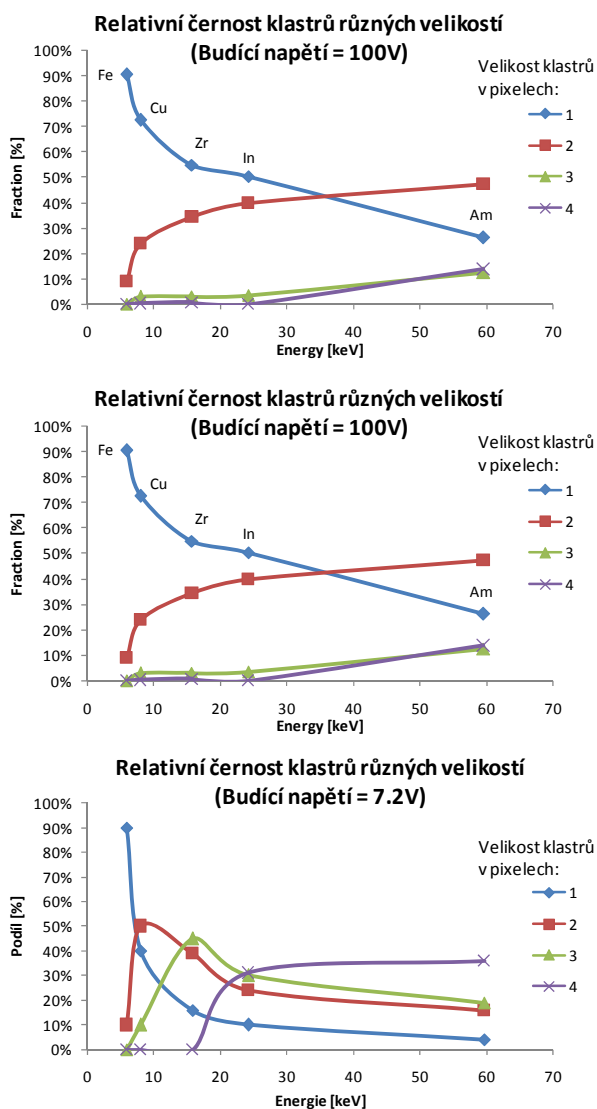 Relativní černost klastrů různých velikostí
(Budící napětí = 100V)
100%
90%
80%
70%
60%
50%
40%
30%
20%
10%
0%
Fraction [%]
Fe
Cu
Zr
In
Am
Velikost klastrů
v pixelech:
1
2
3
4
0 10 20 30 40 50 60 70
Energy [keV]
Relativní černost klastrů různých velikostí
(Budící napětí = 100V)
100%
90%
80%
70%
60%
50%
40%
30%
20%
10%
0%
Fraction [%]
Fe
Cu
Zr
In
Am
Velikost klastrů
v pixelech:
1
2
3
4
0 10 20 30 40 50 60 70
Energy [keV]
Relativní černost klastrů různých velikostí
(Budící napětí = 7.2V)
100%
90%
80%
70%
60%
50%
40%
30%
20%
10%
0%
Podíl [%]
Velikost klastrů
v pixelech:
1
2
3
4
0 10 20 30 40 50 60 70
Energie [keV]